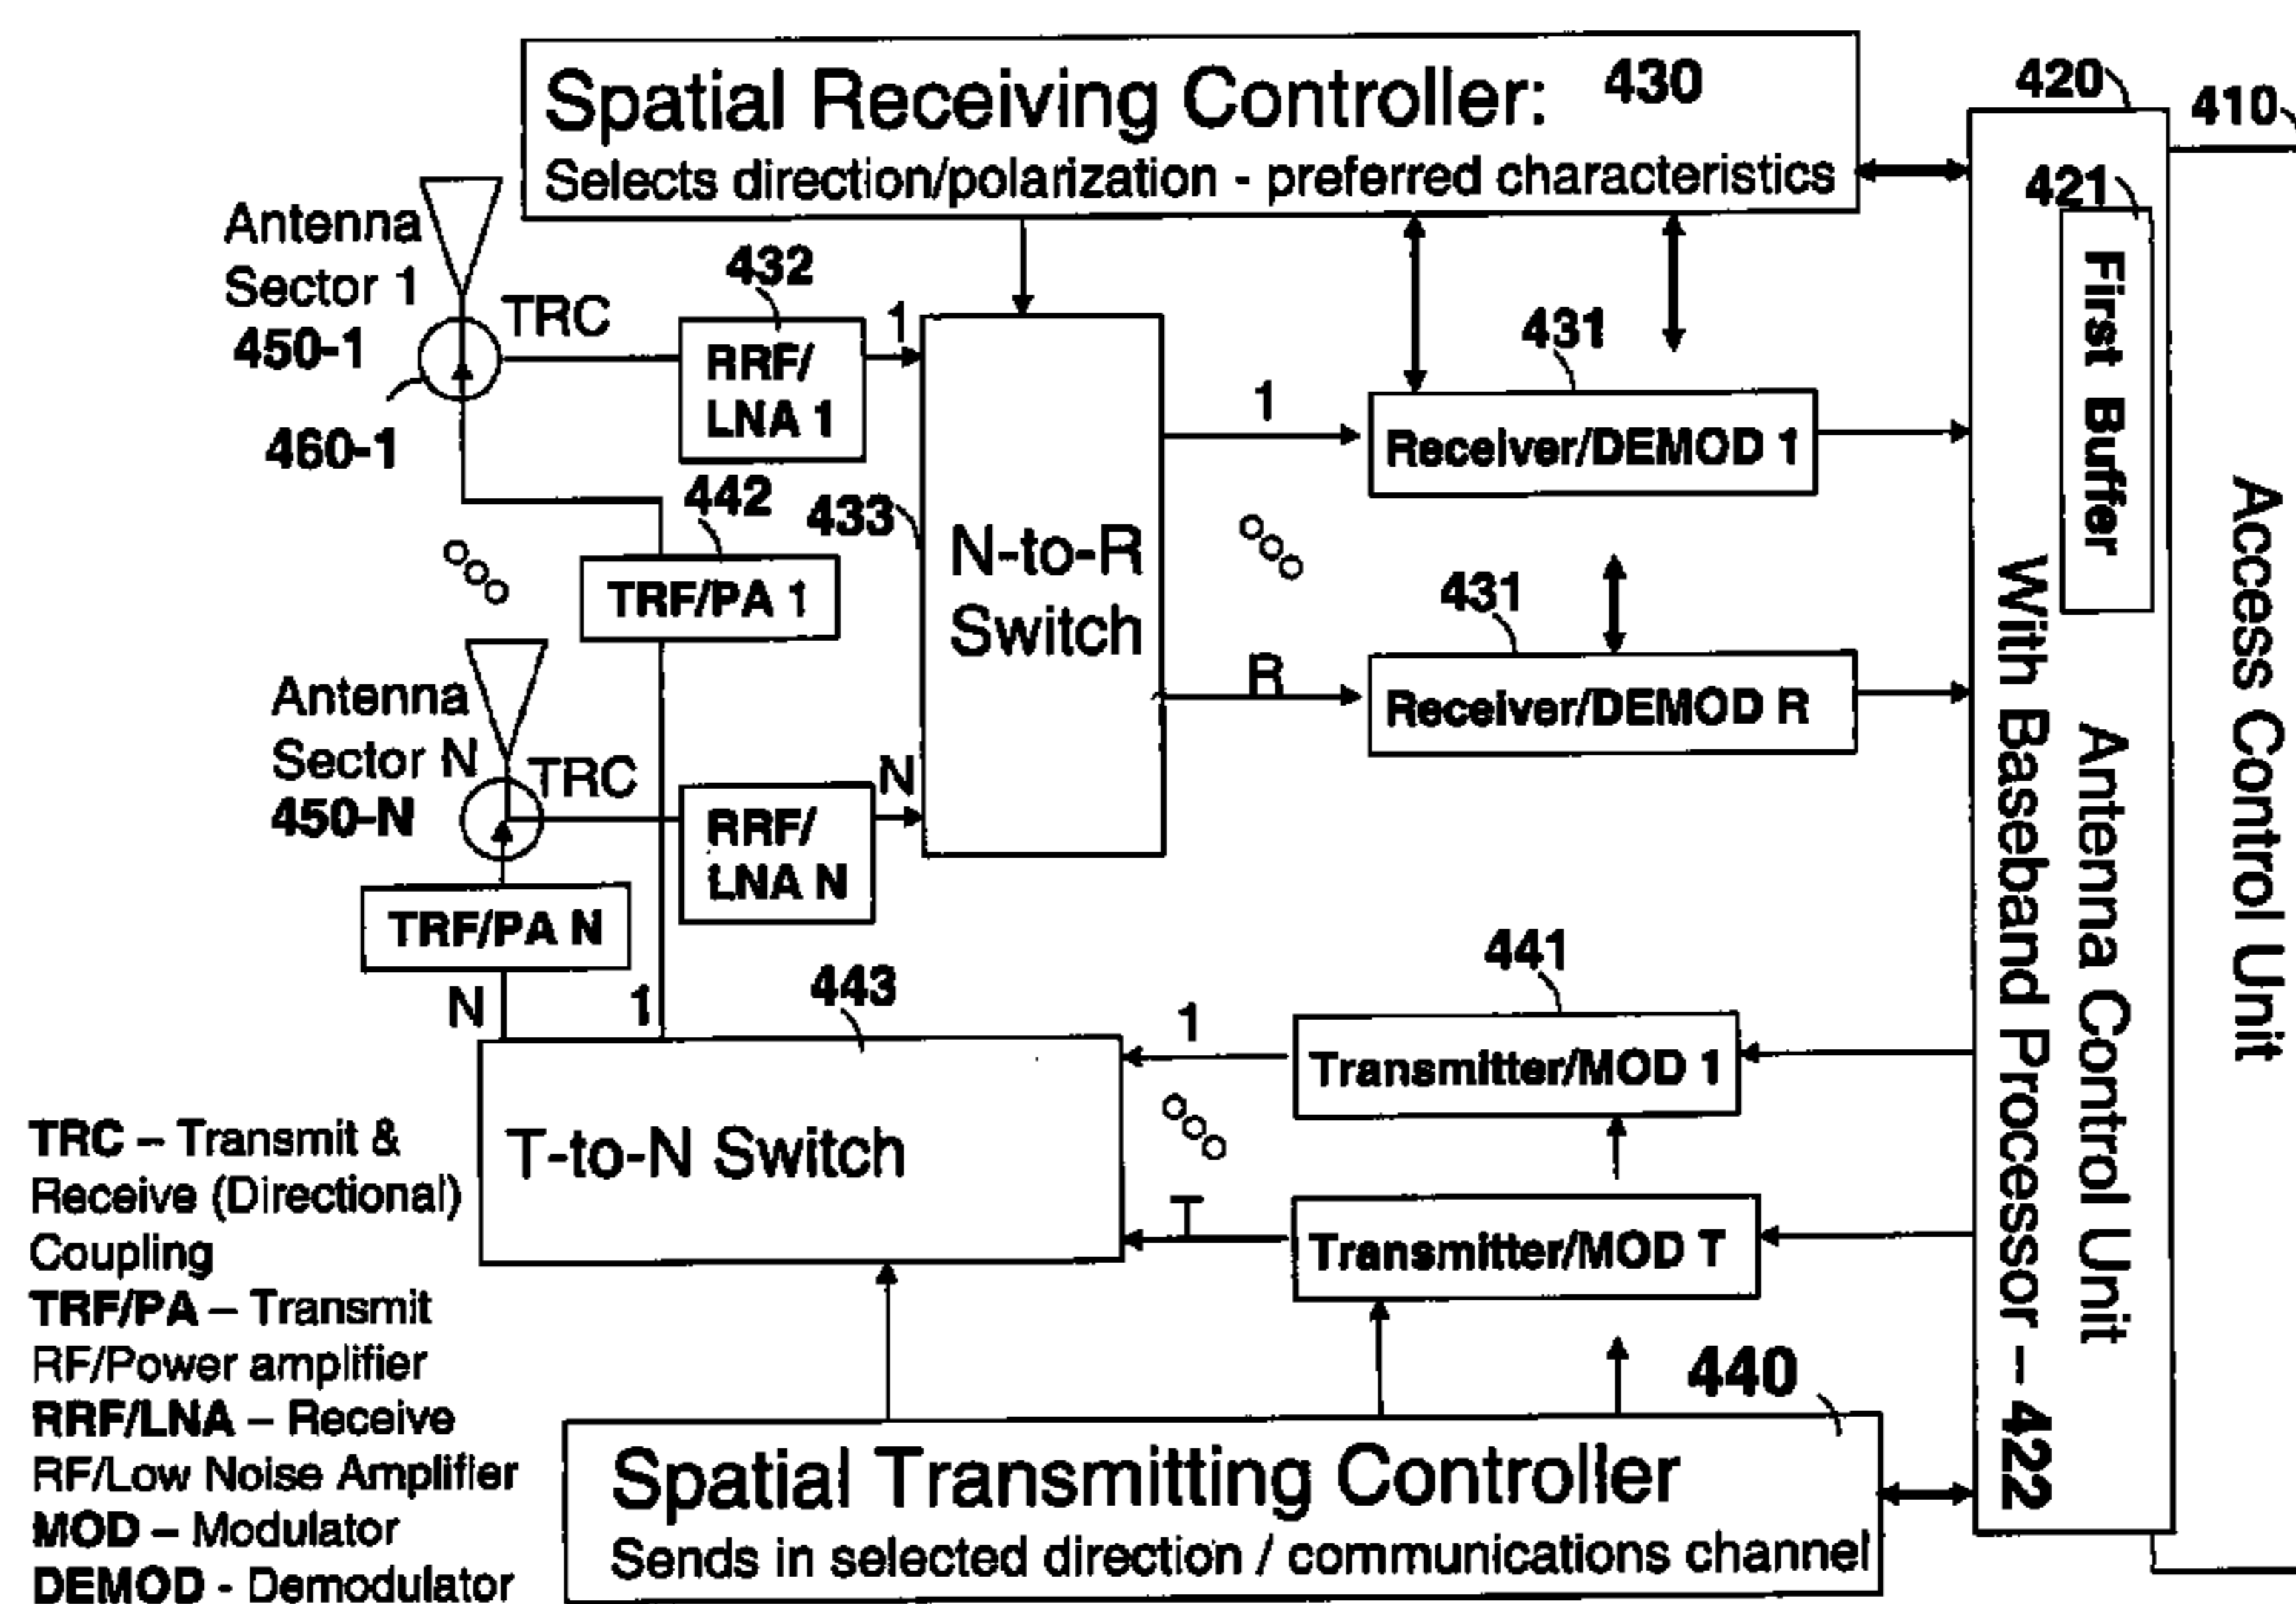 Spatial Receiving Controller: 430
Selects direction/polarization - preferred characteristics
420
410
421
First Buffer
Antenna Control Unit
With Baseband Processor – 422
Access Control Unit
Antenna
Sector 1
450-1
460-1
TRC
432
RRF/
LNA 1
1
442
TRF/PA 1
433
N-to-R
Switch
1
431
Receiver/DEMOD 1
R
431
Receiver/DEMOD R
Antenna
Sector N
450-N
TRC
RRF/
LNA N
N
TRF/PA N
N
1
443
T-to-N Switch
1
441
Transmitter/MOD 1
T
Transmitter/MOD T
440
Spatial Transmitting Controller
Sends in selected direction / communications channel
TRC – Transmit &
Receive (Directional)
Coupling
TRF/PA – Transmit
RF/Power amplifier
RRF/LNA – Receive
RF/Low Noise Amplifier
MOD – Modulator
DEMOD - Demodulator